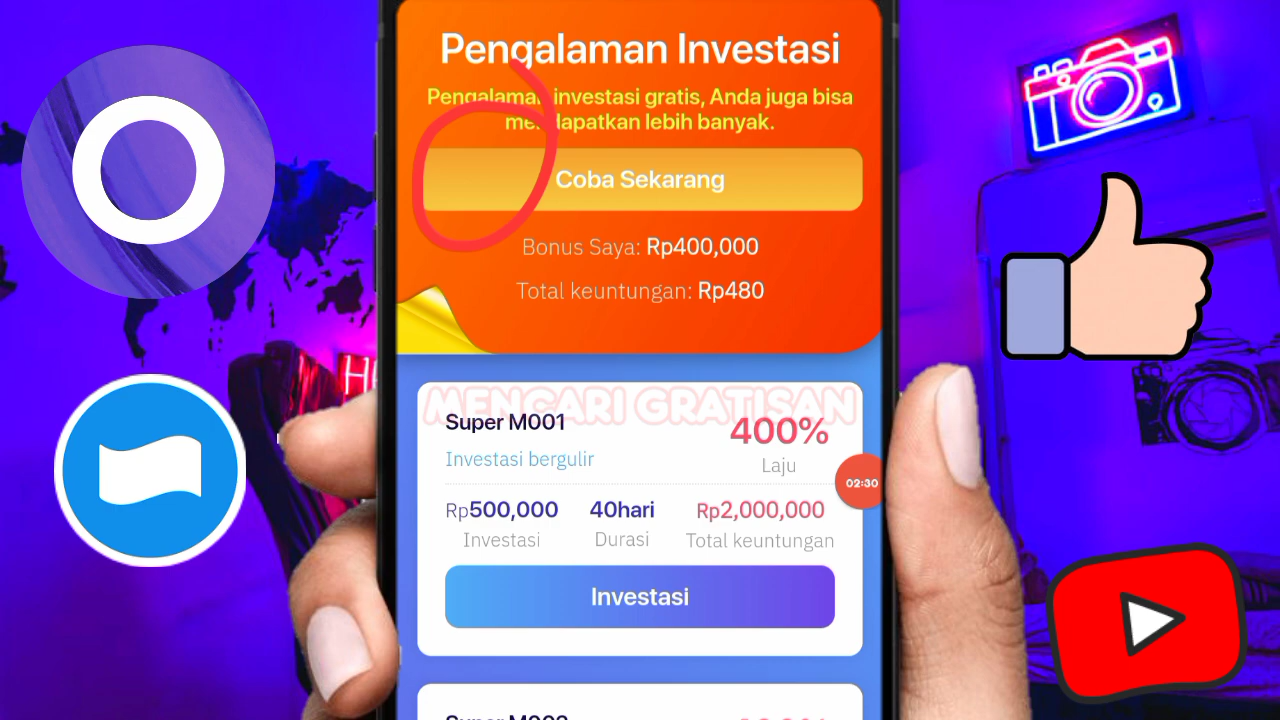 Pengalaman Investasi
Pengalaman investasi gratis, Anda juga bisa
mendapatkan lebih banyak.
Coba Sekarang
Bonus Saya: Rp400,000
Total keuntungan: Rp480
MENCARI GRATISAN
Super M001
400%
Investasi bergulir
Laju
02:30
Rp500,000 40hari Rp2,000,000
Investasi Durasi Total keuntungan
Investasi